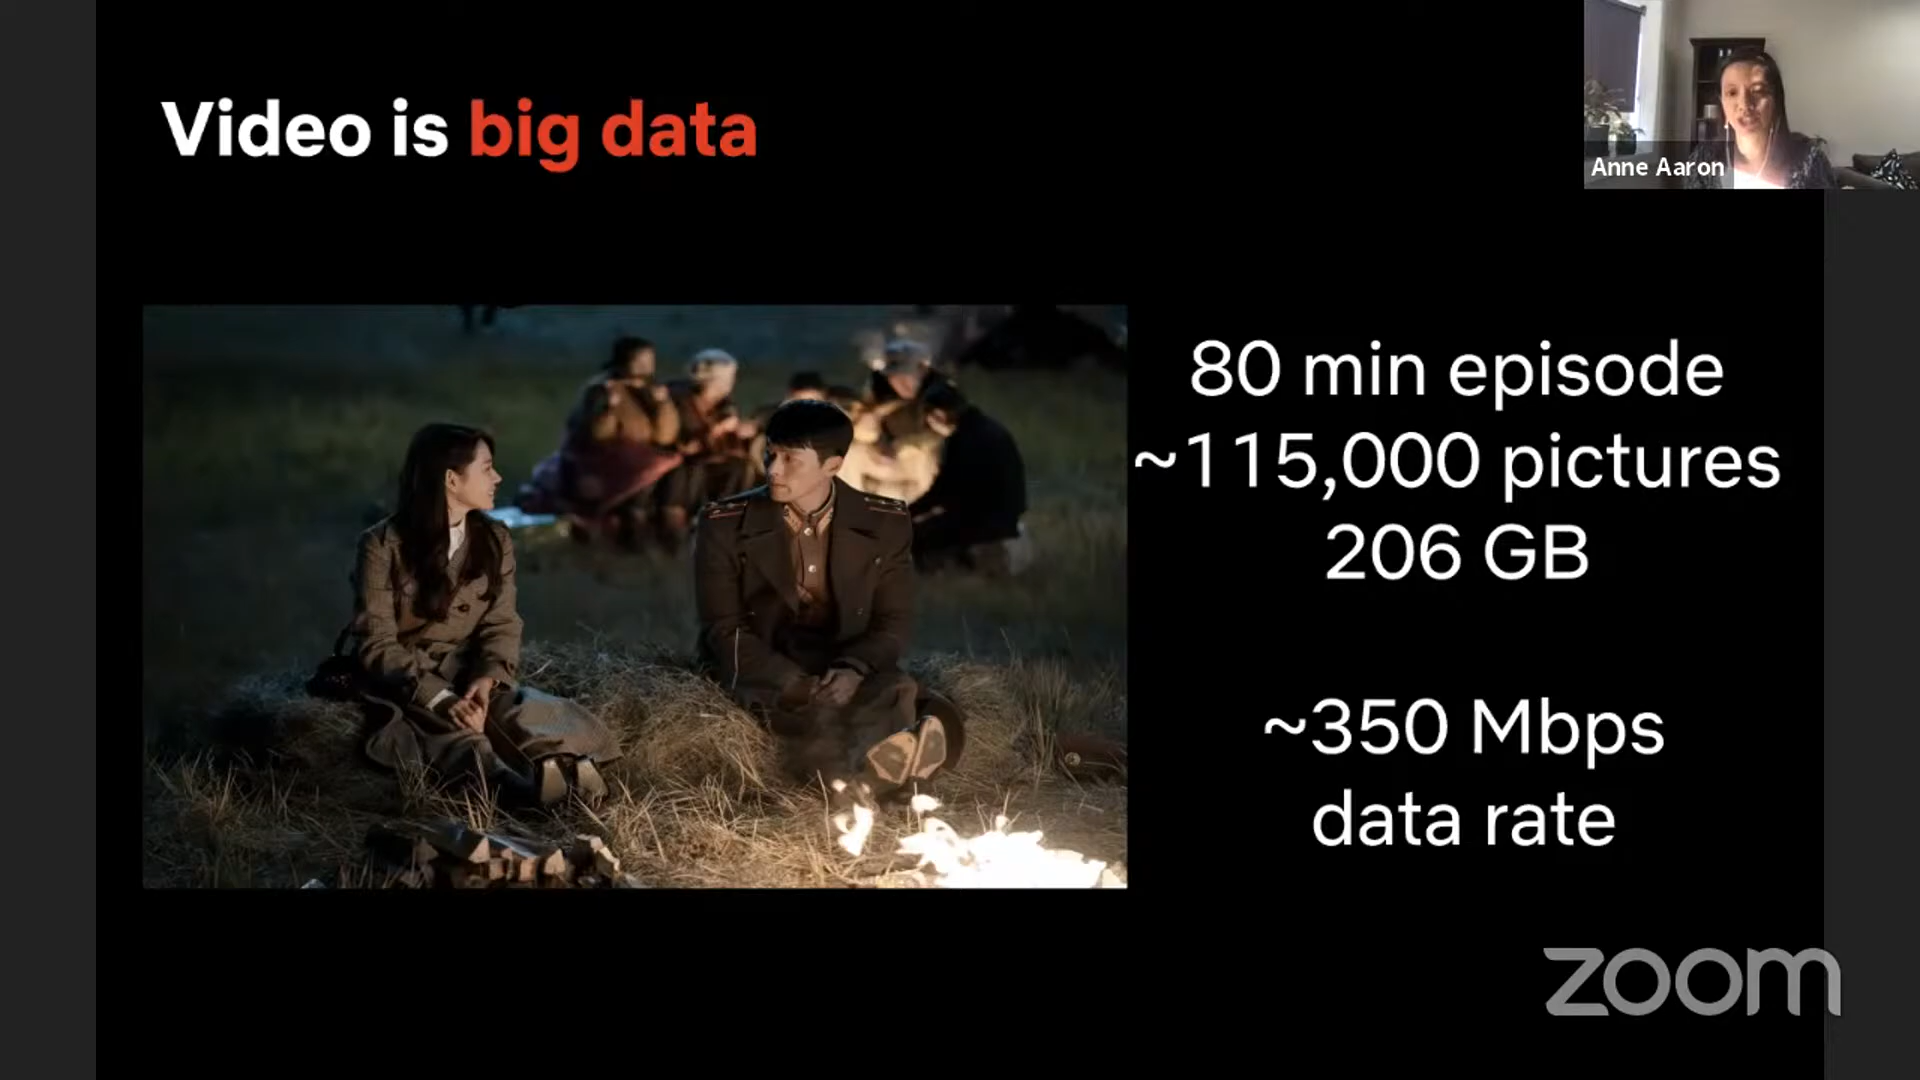 Video is big data
Anne Aaron
80 min episode
~115,000 pictures
206 GB
~350 Mbps
data rate
zoom